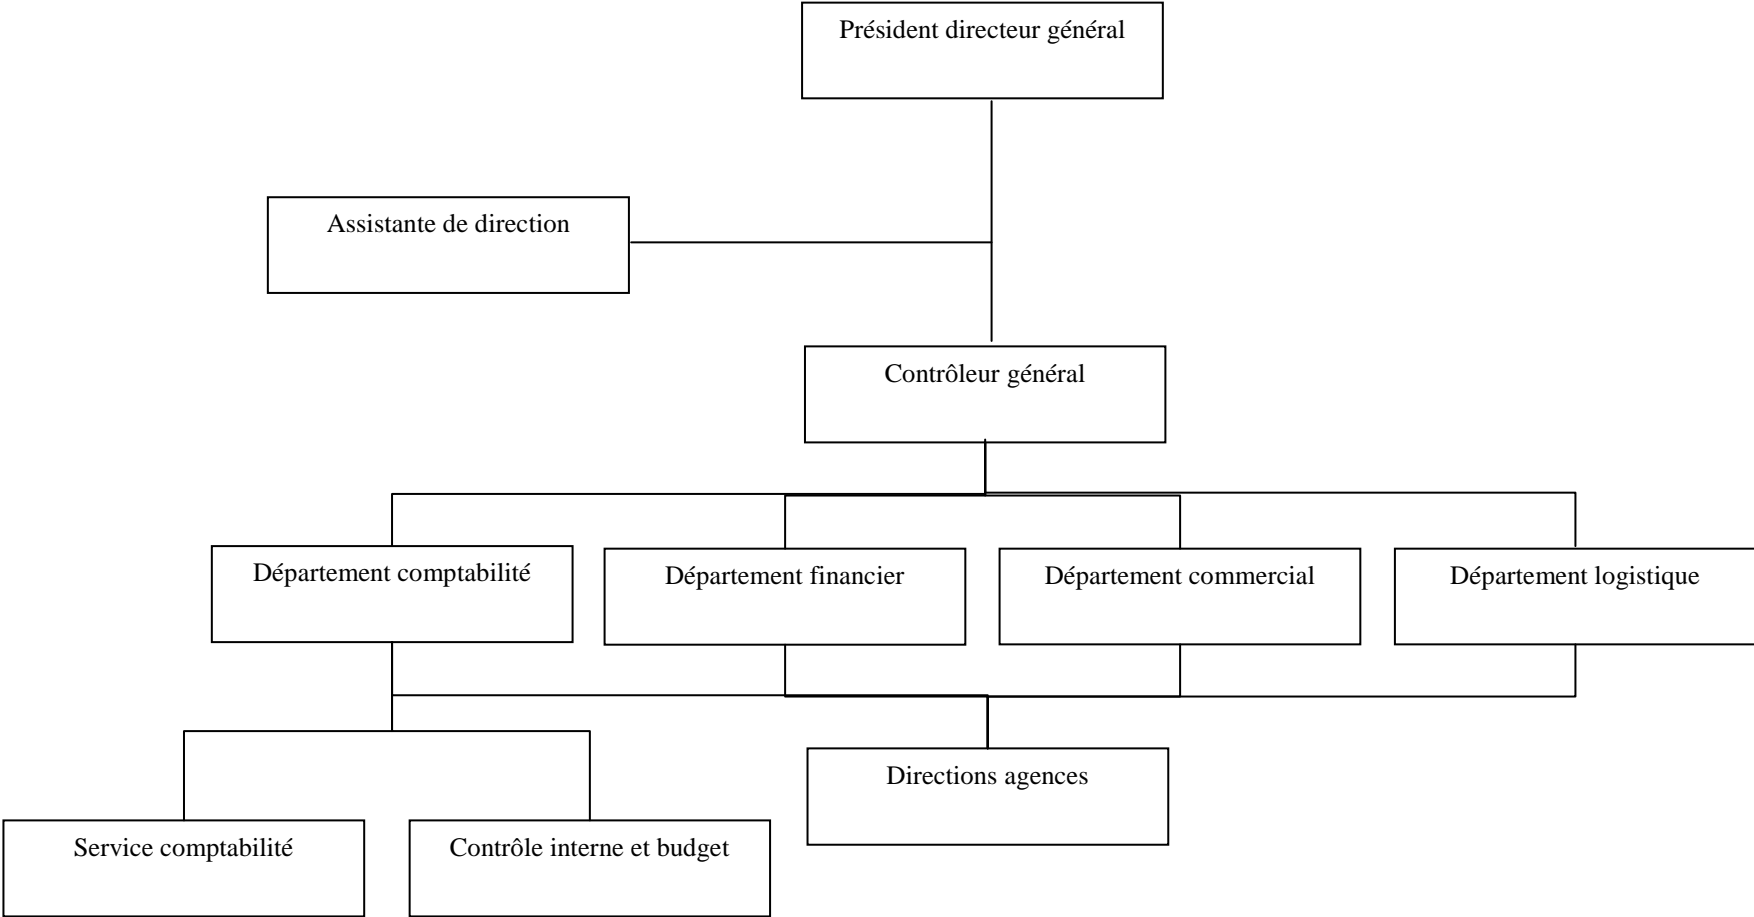 Président directeur général
Assistante de direction
Contrôleur général
Département comptabilité
Département financier
Département commercial
Département logistique
Directions agences
Service comptabilité
Contrôle interne et budget